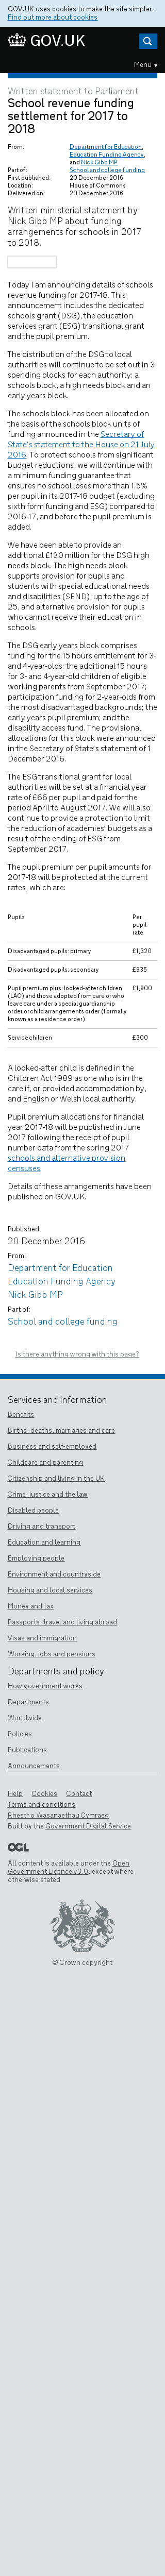 GOV.UK uses cookies to make the site simpler.
Find out more about cookies
GOV.UK
Menu ▾
Written statement to Parliament
School revenue funding
settlement for 2017 to
2018
From: Department for Education,
Education Funding Agency,
and Nick Gibb MP
Part of: School and college funding
First published: 20 December 2016
Location: House of Commons
Delivered on: 20 December 2016
Written ministerial statement by
Nick Gibb MP about funding
arrangements for schools in 2017
to 2018.
Today I am announcing details of schools
revenue funding for 2017-18. This
announcement includes the dedicated
schools grant (DSG), the education
services grant (ESG) transitional grant
and the pupil premium.
The distribution of the DSG to local
authorities will continue to be set out in 3
spending blocks for each authority: a
schools block, a high needs block and an
early years block.
The schools block has been allocated on
the basis of the schools block units of
funding announced in the Secretary of
State's statement to the House on 21 July
2016. To protect schools from significant
budget reductions, we will continue with
a minimum funding guarantee that
ensures no school loses more than 1.5%
per pupil in its 2017-18 budget (excluding
sixth form funding and ESG) compared to
2016-17, and before the pupil premium is
added.
We have been able to provide an
additional £130 million to the DSG high
needs block. The high needs block
supports provision for pupils and
students with special educational needs
and disabilities (SEND), up to the age of
25, and alternative provision for pupils
who cannot receive their education in
schools.
The DSG early years block comprises
funding for the 15 hours entitlement for 3-
and 4-year-olds; the additional 15 hours
for 3- and 4-year-old children of eligible
working parents from September 2017;
participation funding for 2-year-olds from
the most disadvantaged backgrounds;
the early years pupil premium; and the
disability access fund. The provisional
allocations for this block were announced
in the Secretary of State's statement of 1
December 2016.
The ESG transitional grant for local
authorities will be set at a financial year
rate of £66 per pupil and paid for the
period April to August 2017. We will also
continue to provide a protection to limit
the reduction of academies' budgets as a
result of the ending of ESG from
September 2017.
The pupil premium per pupil amounts for
2017-18 will be protected at the current
rates, which are:
Pupils Per
pupil
rate
Disadvantaged pupils: primary £1,320
Disadvantaged pupils: secondary £935
Pupil premium plus: looked-after children £1,900
(LAC) and those adopted from care or who
leave care under a special guardianship
order or child arrangements order (formally
known as a residence order)
Service children £300
A looked-after child is defined in the
Children Act 1989 as one who is in the
care of, or provided accommodation by,
and English or Welsh local authority.
Pupil premium allocations for financial
year 2017-18 will be published in June
2017 following the receipt of pupil
number data from the spring 2017
schools and alternative provision
censuses.
Details of these arrangements have been
published on GOV.UK.
Published:
20 December 2016
From:
Department for Education
Education Funding Agency
Nick Gibb MP
Part of:
School and college funding
Is there anything wrong with this page?
Services and information
Benefits
Births, deaths, marriages and care
Business and self-employed
Childcare and parenting
Citizenship and living in the UK
Crime, justice and the law
Disabled people
Driving and transport
Education and learning
Employing people
Environment and countryside
Housing and local services
Money and tax
Passports, travel and living abroad
Visas and immigration
Working, jobs and pensions
Departments and policy
How government works
Departments
Worldwide
Policies
Publications
Announcements
Help Cookies Contact
Terms and conditions
Rhestr o Wasanaethau Cymraeg
Built by the Government Digital Service
OGL
All content is available under the Open
Government Licence v3.0, except where
otherwise stated
© Crown copyright